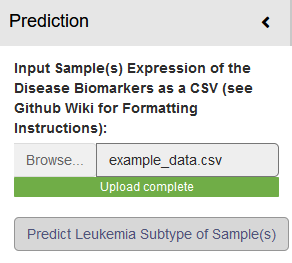 Prediction
Input Sample(s) Expression of the
Disease Biomarkers as a CSV (see
Github Wiki for Formatting
Instructions):
Browse... example_data.csv
Upload complete
Predict Leukemia Subtype of Sample(s)